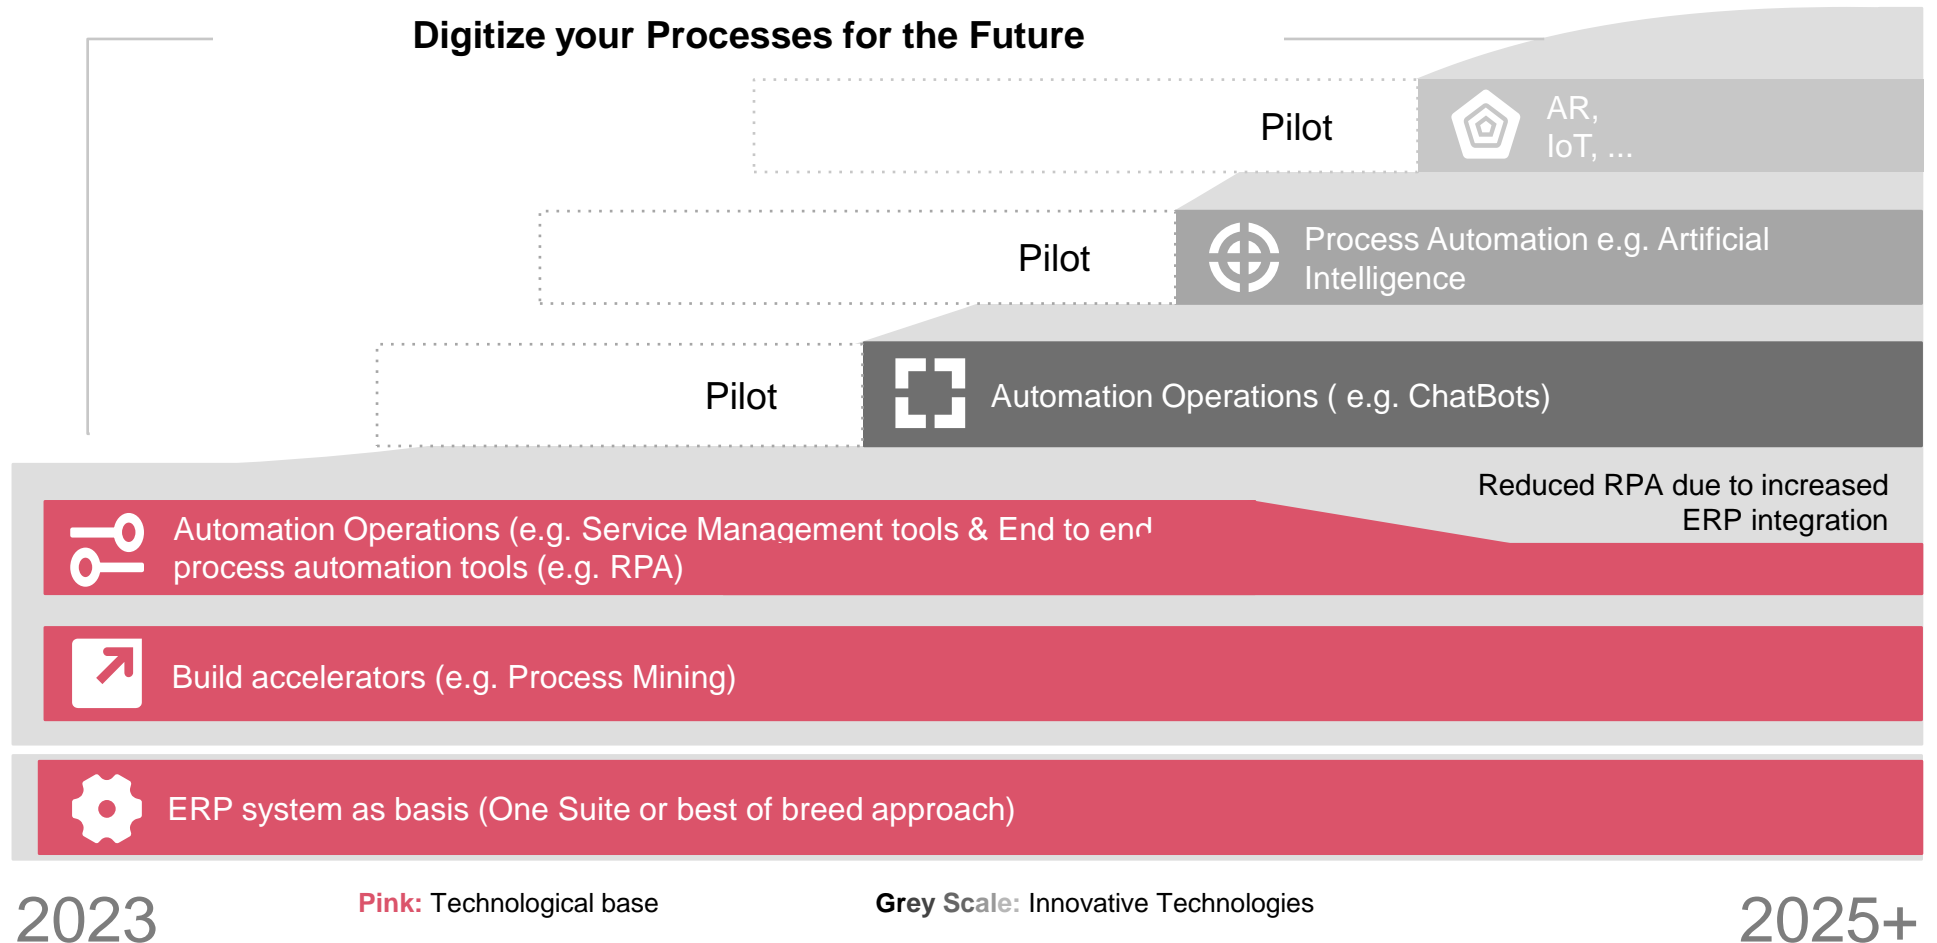 Digitize your Processes for the Future
Pilot
AR,
IoT, ...
Pilot
Process Automation e.g. Artificial
Intelligence
Pilot
Automation Operations ( e.g. ChatBots)
Reduced RPA due to increased
ERP integration
Automation Operations (e.g. Service Management tools & End to end
process automation tools (e.g. RPA)
Build accelerators (e.g. Process Mining)
ERP system as basis (One Suite or best of breed approach)
2023
Pink: Technological base
Grey Scale: Innovative Technologies
2025+